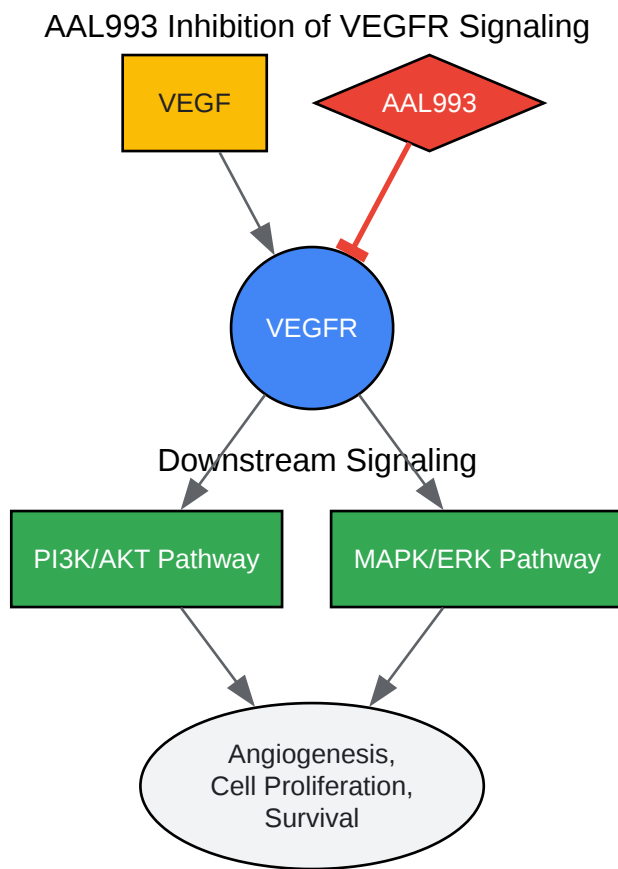 AAL993 Inhibition of VEGFR Signaling
VEGF
AAL993
VEGFR
Downstream Signaling
PI3K/AKT Pathway
MAPK/ERK Pathway
Angiogenesis,
Cell Proliferation,
Survival